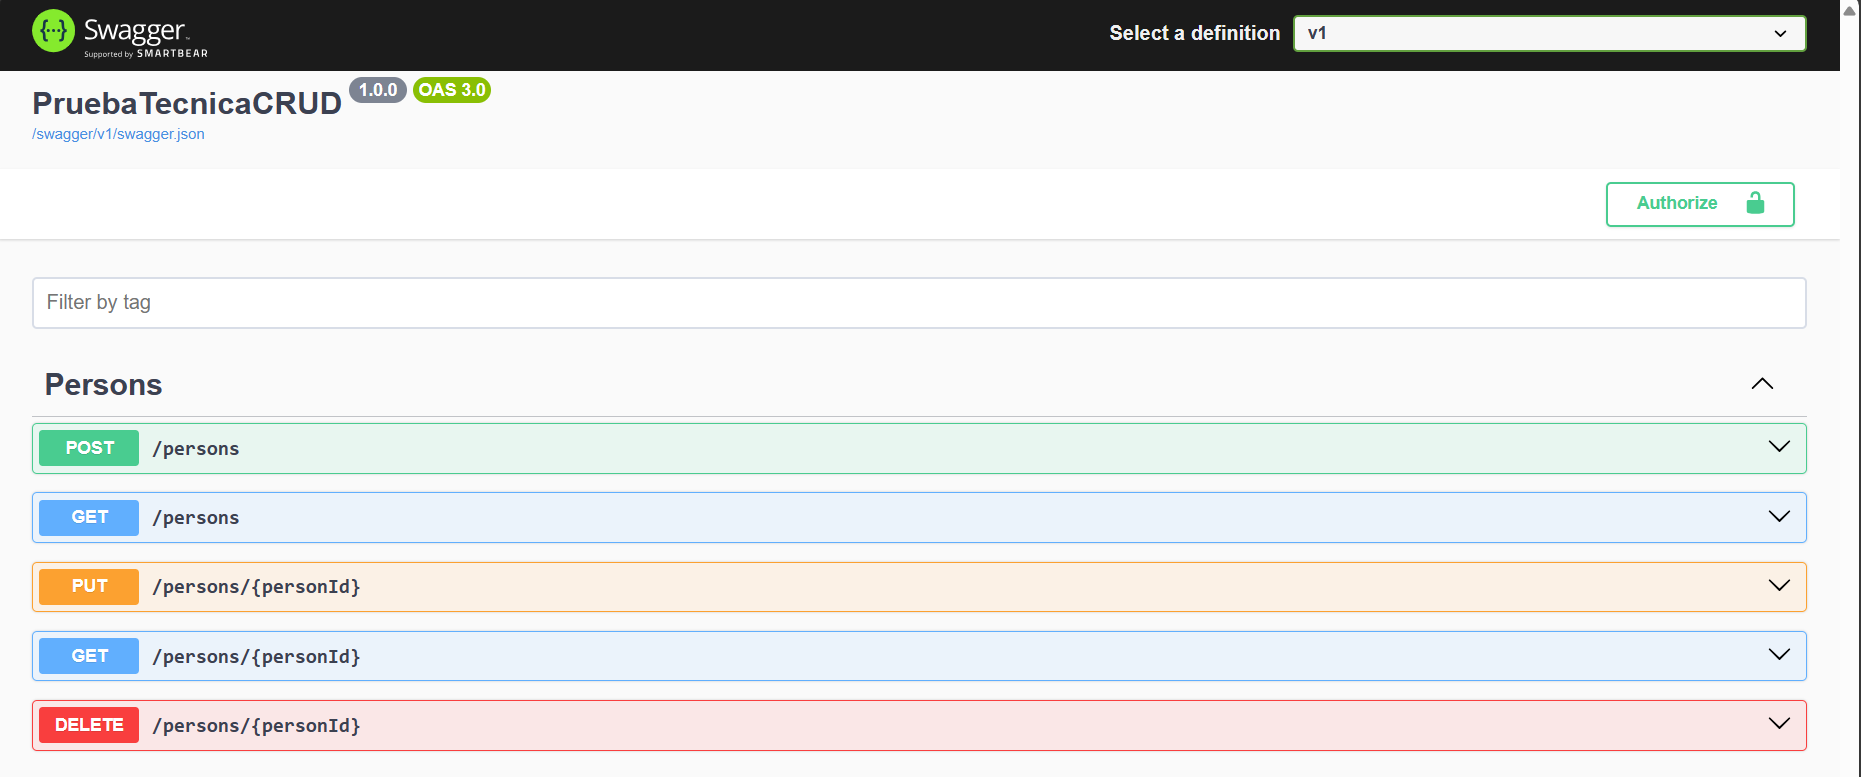 {...} Swagger™
Supported by SMARTBEAR
Select a definition
v1
PruebaTecnicaCRUD 1.0.0 OAS 3.0
/swagger/v1/swagger.json
Authorize
Filter by tag
Persons
POST /persons
GET /persons
PUT /persons/{personId}
GET /persons/{personId}
DELETE /persons/{personId}